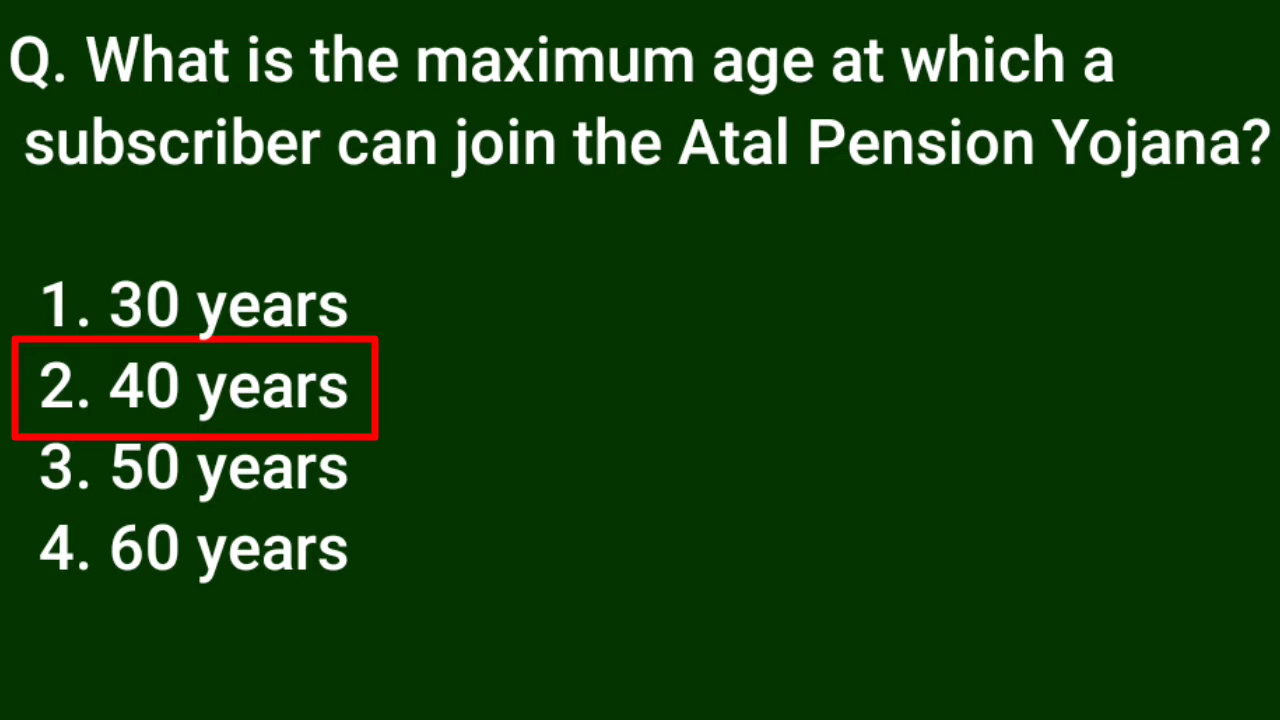 Q. What is the maximum age at which a
subscriber can join the Atal Pension Yojana?
1. 30 years
2. 40 years
3. 50 years
4. 60 years